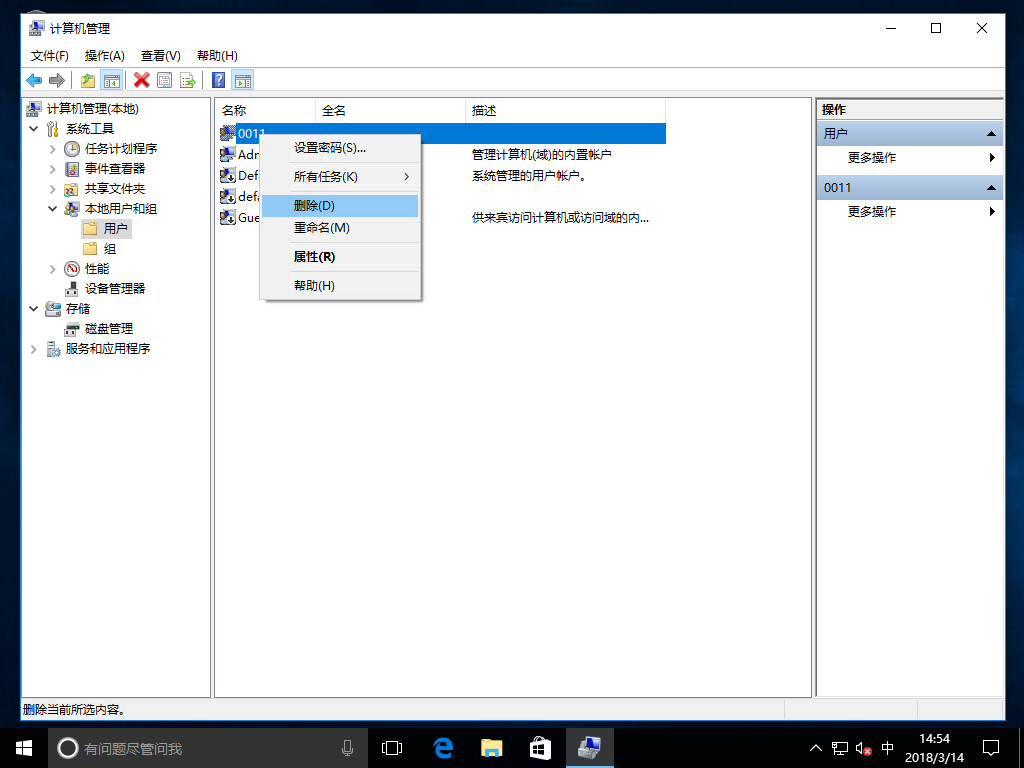 计算机管理
文件(F) 操作(A) 查看(V) 帮助(H)
计算机管理(本地)
系统工具
任务计划程序
事件查看器
共享文件夹
本地用户和组
用户
组
性能
设备管理器
存储
磁盘管理
服务和应用程序
名称 全名 描述
0011
Adn 管理计算机(域)的内置帐户
Def 系统管理的用户帐户。
defa
Gue 供来宾访问计算机或访问域的内...
设置密码(S)...
所有任务(K)
删除(D)
重命名(M)
属性(R)
帮助(H)
操作
用户
更多操作
0011
更多操作
删除当前所选内容。
有问题尽管问我
中
14:54
2018/3/14